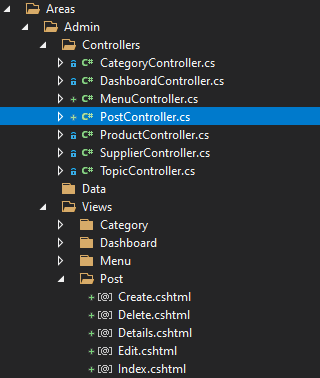 Areas
Admin
Controllers
C# CategoryController.cs
C# DashboardController.cs
+ C# MenuController.cs
+ C# PostController.cs
C# ProductController.cs
C# SupplierController.cs
C# TopicController.cs
Data
Views
Category
Dashboard
Menu
Post
+ [@] Create.cshtml
+ [@] Delete.cshtml
+ [@] Details.cshtml
+ [@] Edit.cshtml
+ [@] Index.cshtml